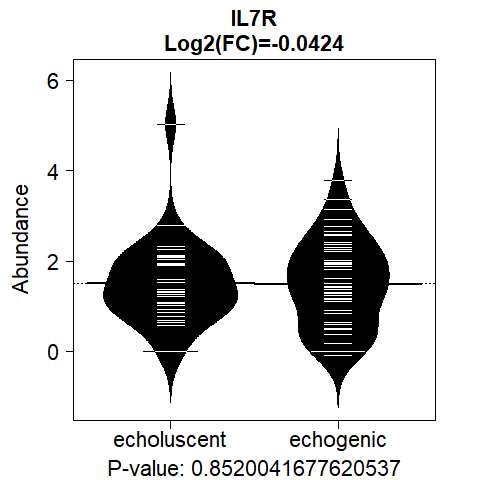 IL7R
Log2(FC)=-0.0424
Abundance
6
4
2
0
echoluscent echogenic
P-value: 0.8520041677620537